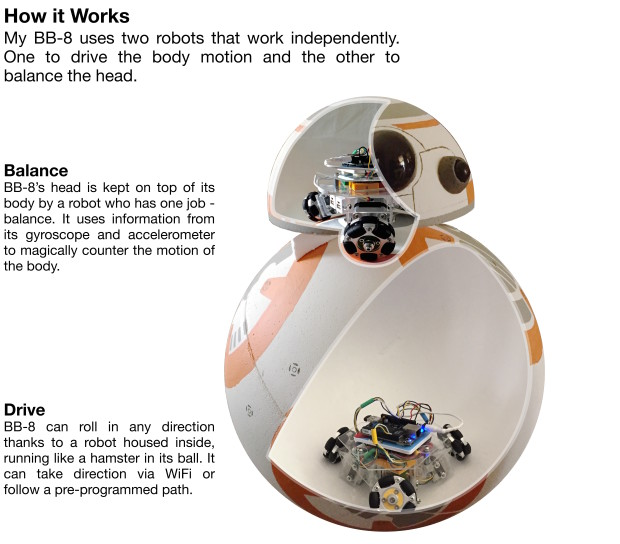 How it Works
My BB-8 uses two robots that work independently.
One to drive the body motion and the other to
balance the head.
Balance
BB-8's head is kept on top of its
body by a robot who has one job -
balance. It uses information from
its gyroscope and accelerometer
to magically counter the motion of
the body.
Drive
BB-8 can roll in any direction
thanks to a robot housed inside,
running like a hamster in its ball. It
can take direction via WiFi or
follow a pre-programmed path.